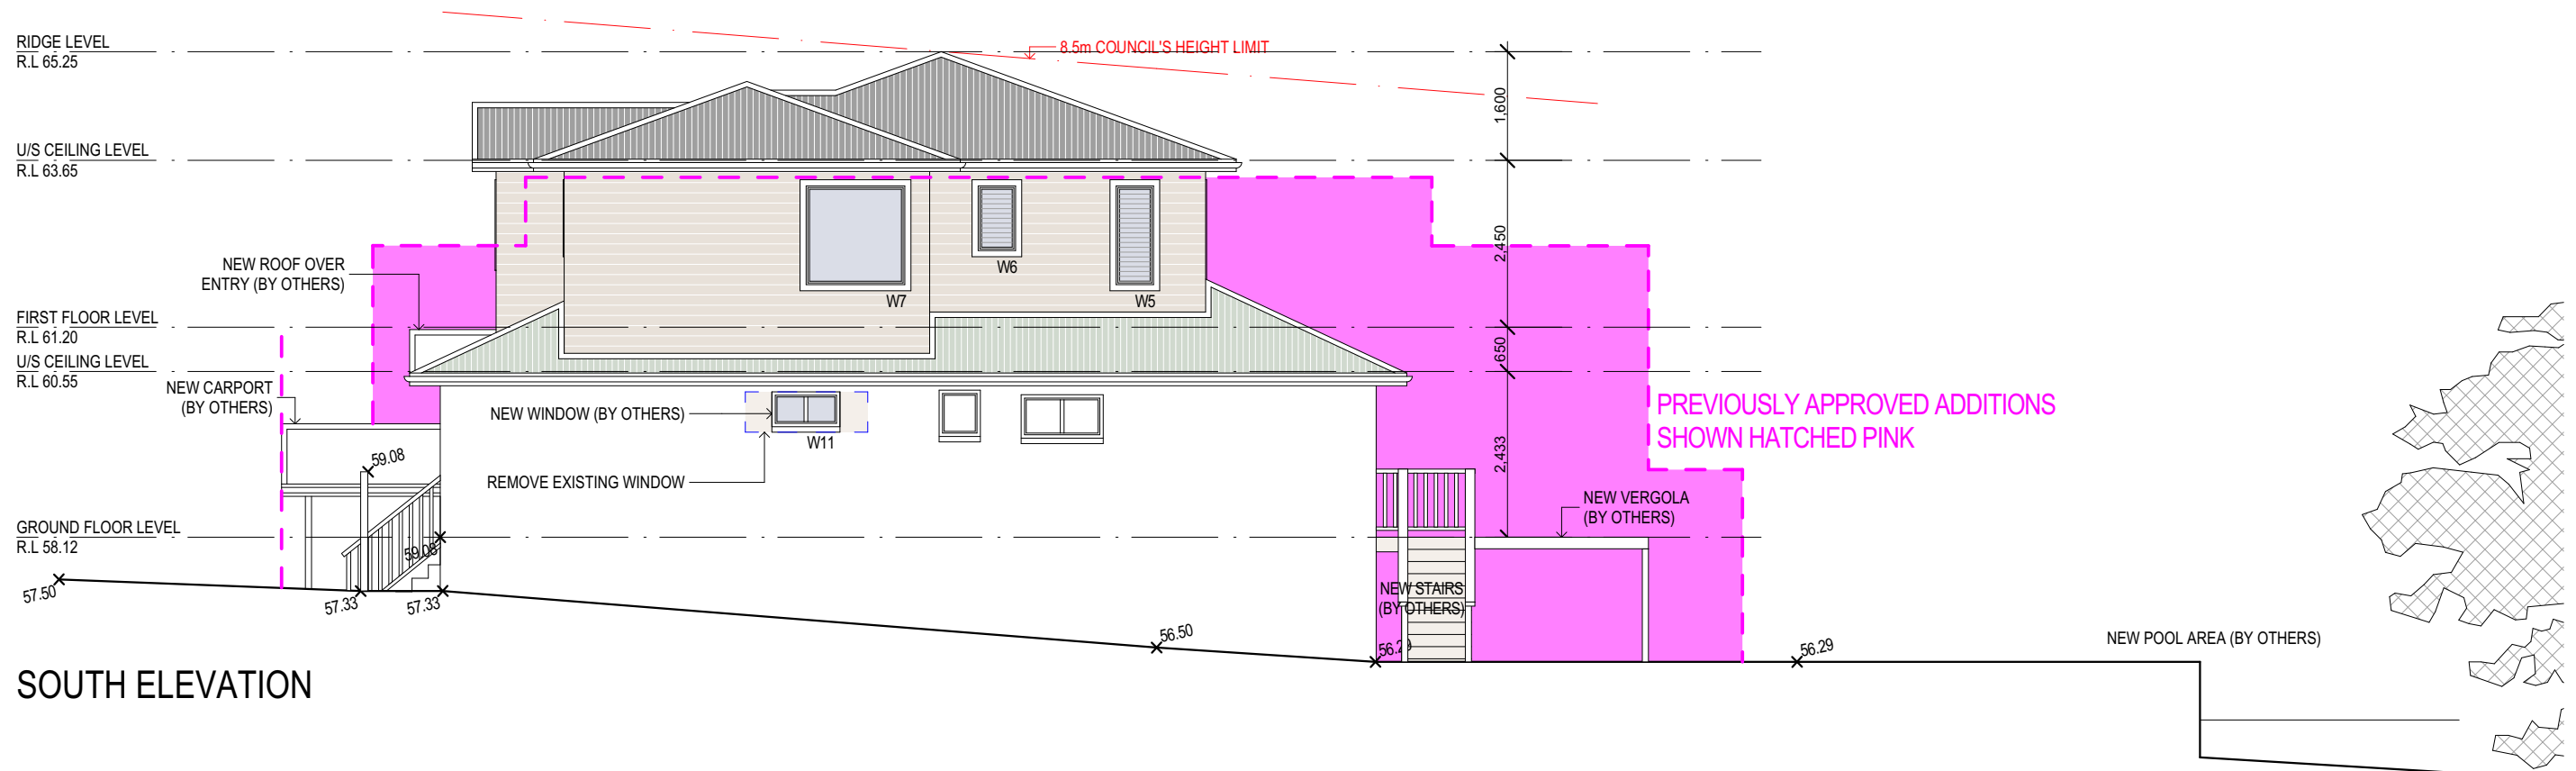 RIDGE LEVEL
R.L 65.25
8.5m COUNCIL'S HEIGHT LIMIT
1,600
U/S CEILING LEVEL
R.L 63.65
2,450
NEW ROOF OVER
ENTRY (BY OTHERS)
W6
W7
W5
FIRST FLOOR LEVEL
R.L 61.20
650
U/S CEILING LEVEL
R.L 60.55
NEW CARPORT
(BY OTHERS)
NEW WINDOW (BY OTHERS)
W11
PREVIOUSLY APPROVED ADDITIONS
SHOWN HATCHED PINK
2,433
59.08
REMOVE EXISTING WINDOW
NEW VERGOLA
(BY OTHERS)
GROUND FLOOR LEVEL
R.L 58.12
59.08
57.50
57.33
57.33
NEW STAIRS
(BY OTHERS)
56.50
56.29
56.29
NEW POOL AREA (BY OTHERS)
SOUTH ELEVATION